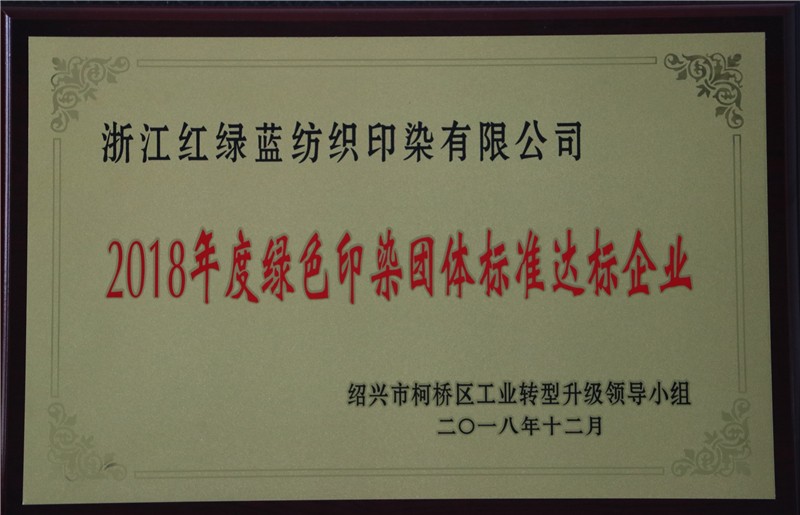 浙江红绿蓝纺织印染有限公司
2018年度绿色印染团体标准达标企业
绍兴市柯桥区工业转型升级领导小组
二〇一八年十二月